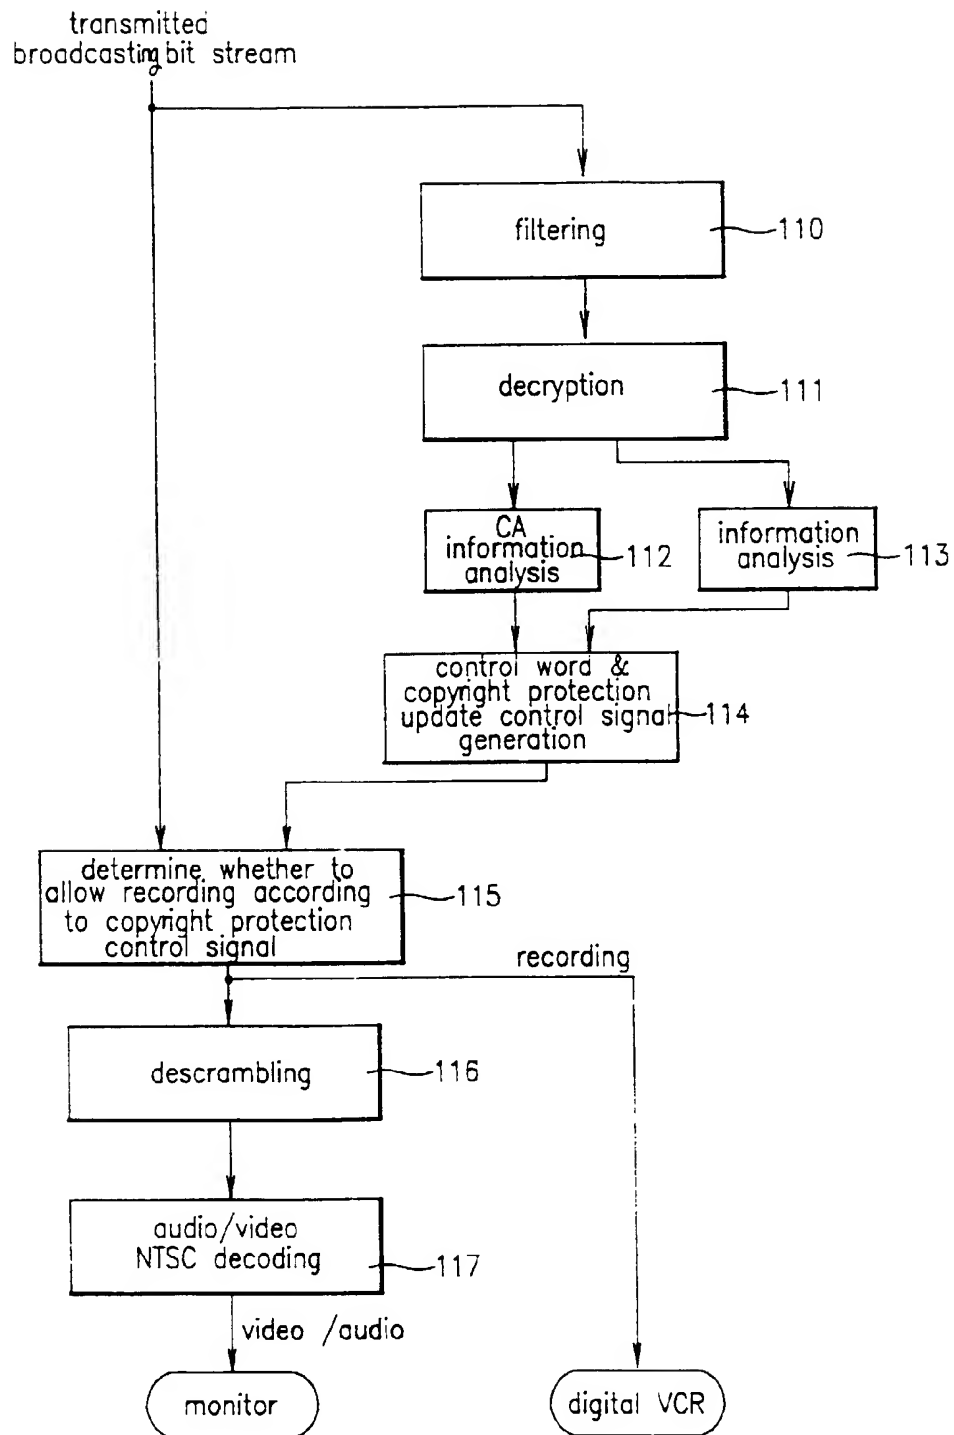 transmitted
broadcasting bit stream
filtering
110
decryption
111
CA
information
analysis
112
information
analysis
113
control word &
copyright protection
update control signal
generation
114
determine whether to
allow recording according
to copyright protection
control signal
115
recording
descrambling
116
audio/video
NTSC decoding
117
video /audio
monitor
digital VCR